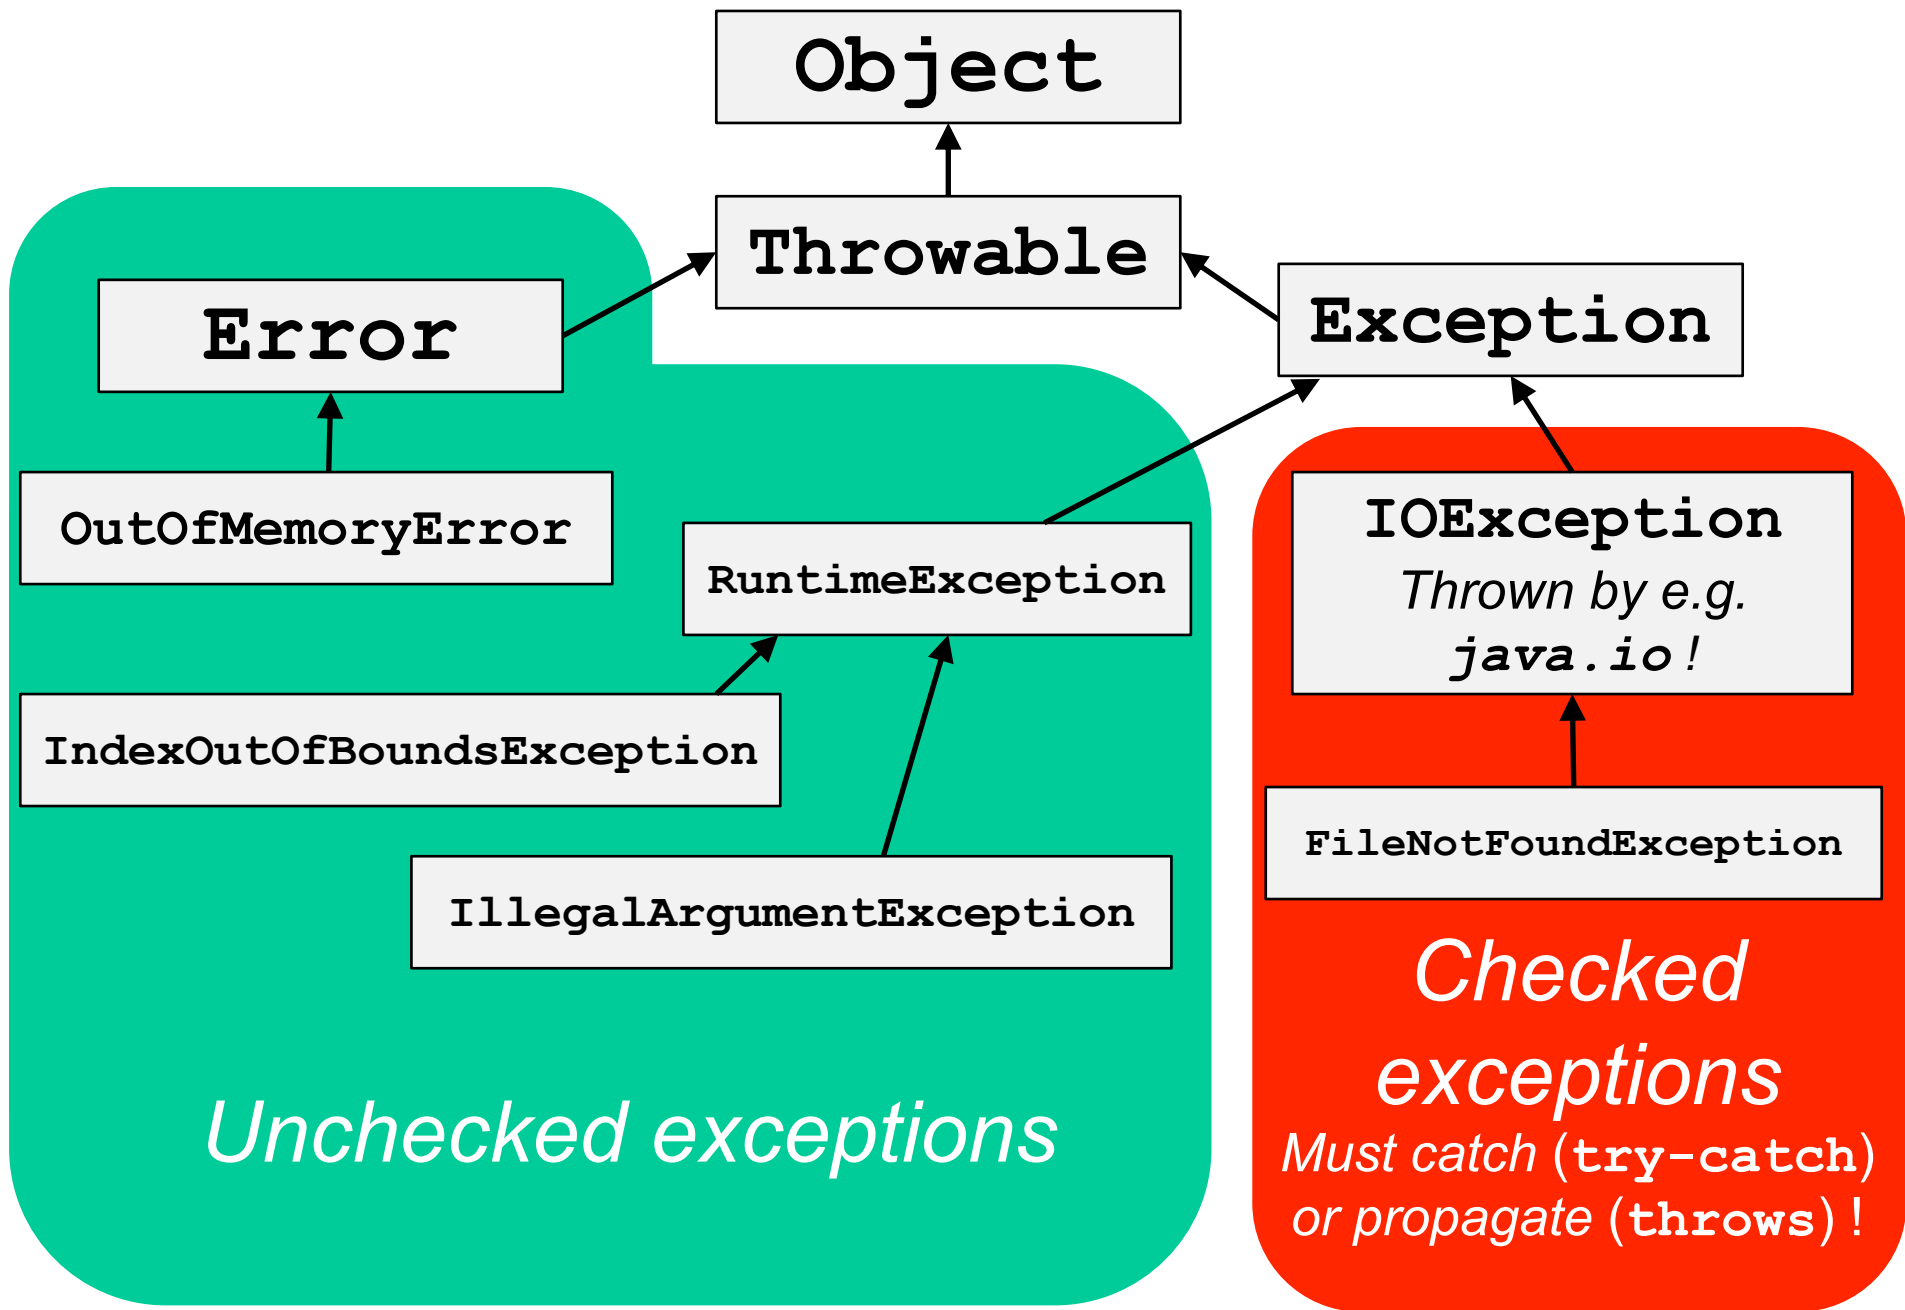 Object
Throwable
Error
Exception
OutOfMemoryError
RuntimeException
IOException
Thrown by e.g.
java.io!
IndexOutOfBoundsException
FileNotFoundException
IllegalArgumentException
Unchecked exceptions
Checked
exceptions
Must catch (try-catch)
or propagate (throws)!